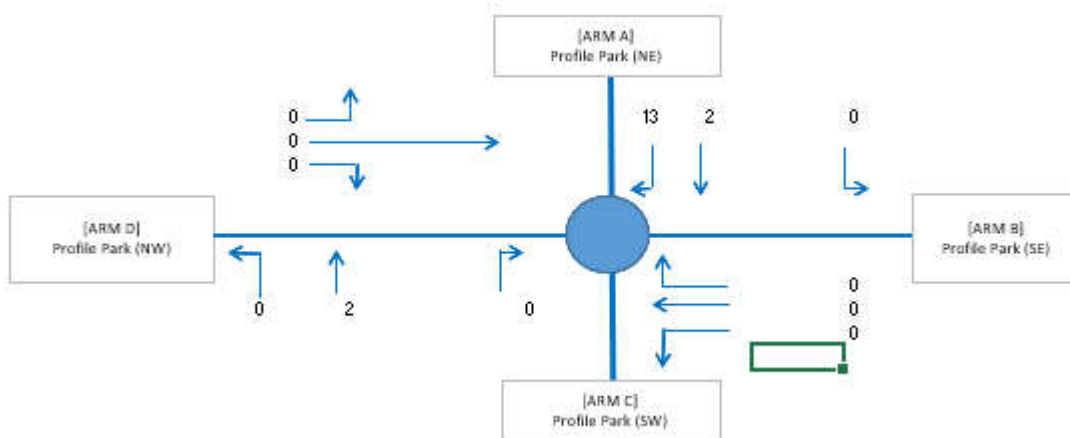 [ARM A]
Profile Park (NE)
13 2 0
0
0
0
[ARM D]
Profile Park (NW)
[ARM B]
Profile Park (SE)
0 2 0
0
0
0
[ARM C]
Profile Park (SW)